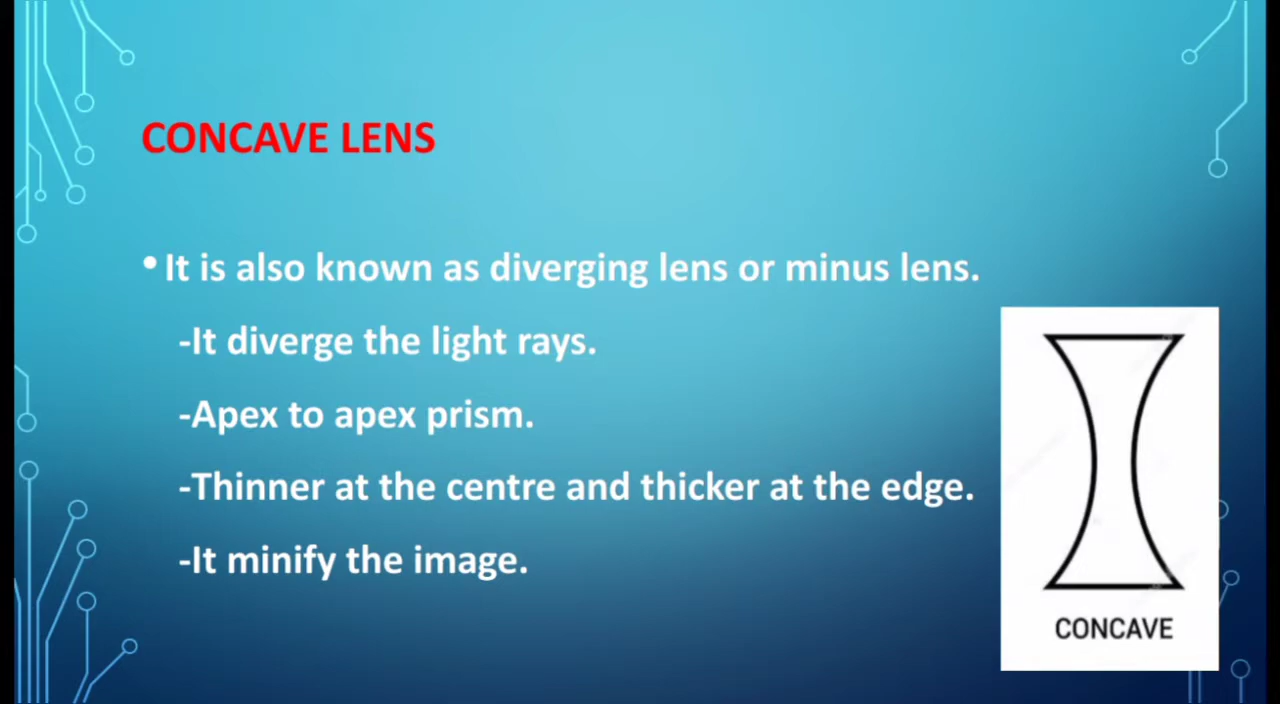 CONCAVE LENS
•It is also known as diverging lens or minus lens.
-It diverge the light rays.
-Apex to apex prism.
-Thinner at the centre and thicker at the edge.
-It minify the image.
CONCAVE